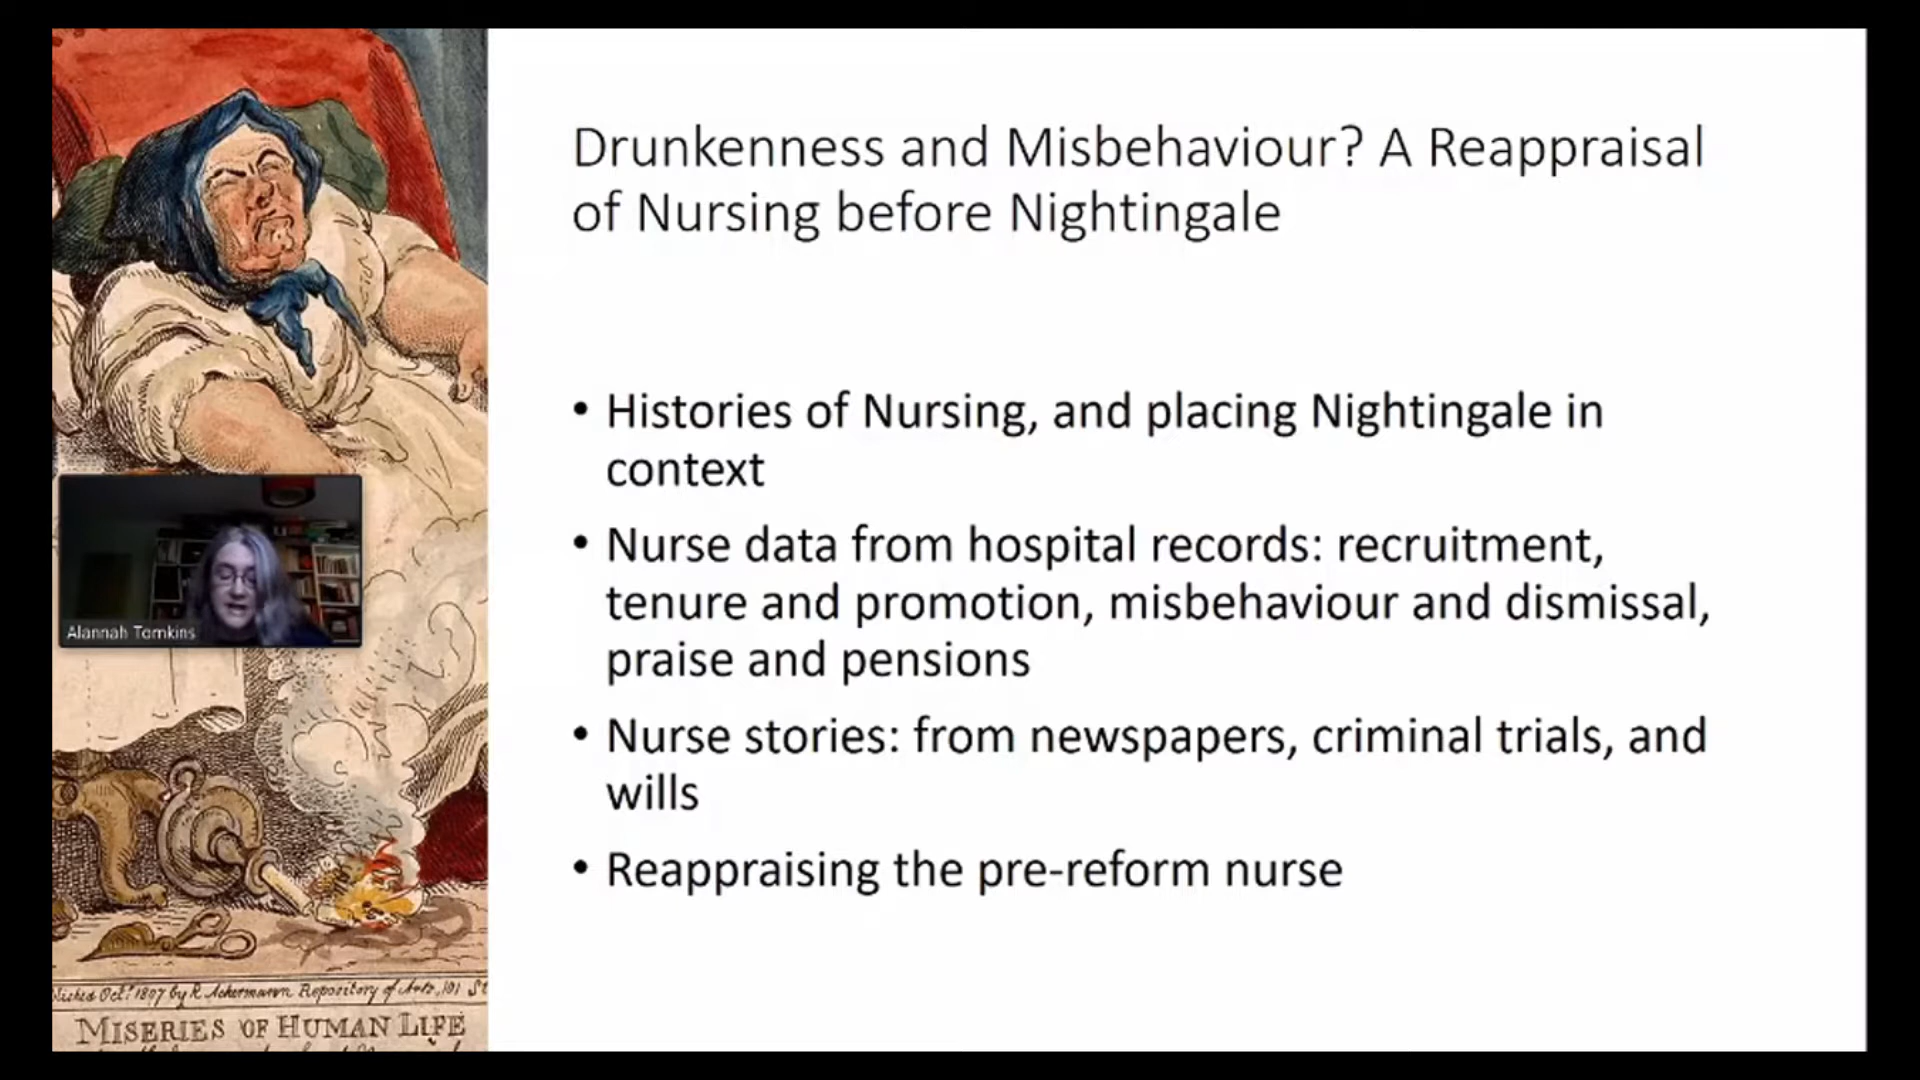 Drunkenness and Misbehaviour? A Reappraisal
of Nursing before Nightingale
• Histories of Nursing, and placing Nightingale in
context
• Nurse data from hospital records: recruitment,
tenure and promotion, misbehaviour and dismissal,
praise and pensions
• Nurse stories: from newspapers, criminal trials, and
wills
• Reappraising the pre-reform nurse
Alannah Tomkins
Oct.r 1807 by R. Ackermann Repository of Arts, 101 St
MISERIES OF HUMAN LIFE